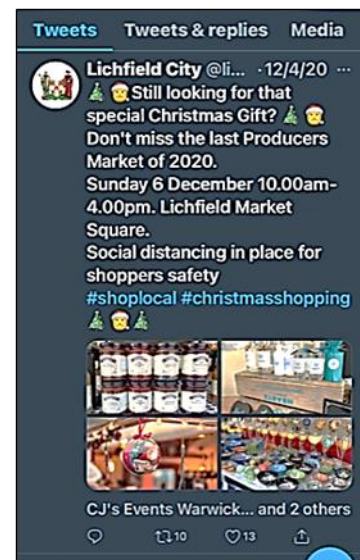 Tweets Tweets & replies Media
Lichfield City @li... · 12/4/20 ...
🎄 🤶Still looking for that
special Christmas Gift? 🎄 🤶
Don't miss the last Producers
Market of 2020.
Sunday 6 December 10.00am-
4.00pm. Lichfield Market
Square.
Social distancing in place for
shoppers safety
#shoplocal #christmasshopping
🎄 🤶 🎄
CJ's Events Warwick... and 2 others
10 13